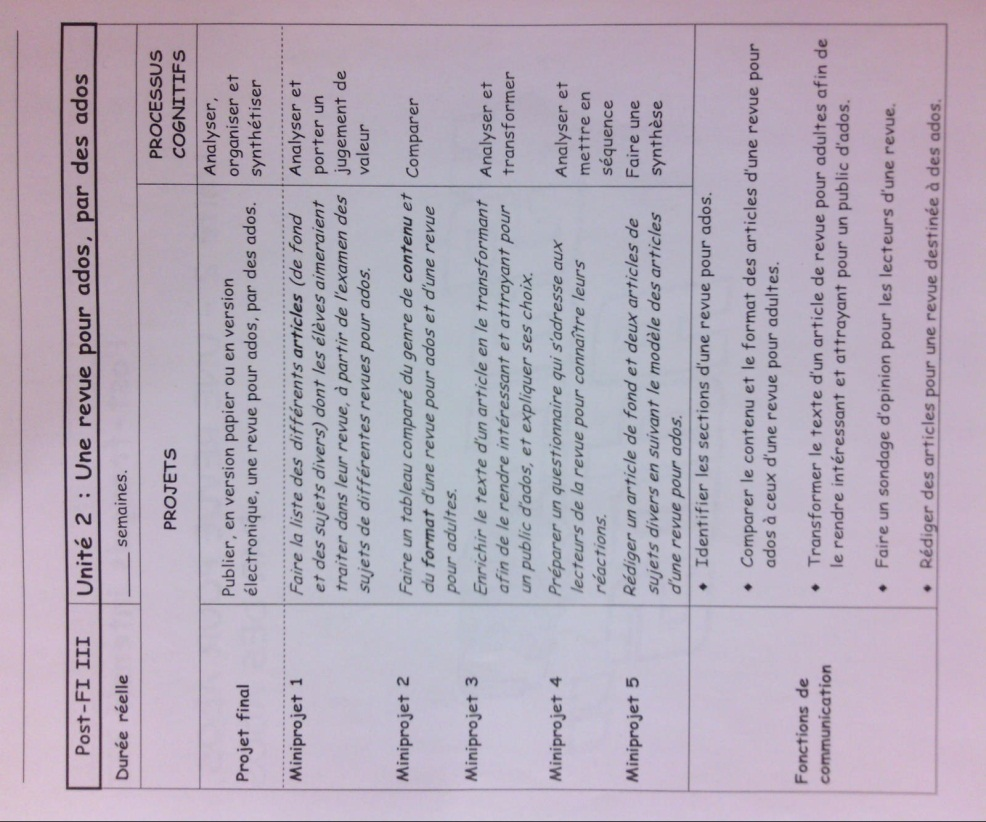 Post-FI III Unité 2 : Une revue pour ados, par des ados
Durée réelle _____ semaines.
PROJETS
PROCESSUS
COGNITIFS
Projet final
Publier, en version papier ou en version
électronique, une revue pour ados, par des ados.
Analyser,
organiser et
synthétiser
Miniprojet 1
Faire la liste des différents articles (de fond
et des sujets divers) dont les élèves aimeraient
traiter dans leur revue, à partir de l'examen des
sujets de différentes revues pour ados.
Analyser et
porter un
jugement de
valeur
Miniprojet 2
Faire un tableau comparé du genre de contenu et
du format d'une revue pour ados et d'une revue
pour adultes.
Comparer
Miniprojet 3
Enrichir le texte d'un article en le transformant
afin de le rendre intéressant et attrayant pour
un public d'ados, et expliquer ses choix.
Analyser et
transformer
Miniprojet 4
Préparer un questionnaire qui s'adresse aux
lecteurs de la revue pour connaître leurs
réactions.
Analyser et
mettre en
séquence
Miniprojet 5
Rédiger un article de fond et deux articles de
sujets divers en suivant le modèle des articles
d'une revue pour ados.
Faire une
synthèse
Fonctions de
communication
♦ Identifier les sections d'une revue pour ados.
♦ Comparer le contenu et le format des articles d'une revue pour
ados à ceux d'une revue pour adultes.
♦ Transformer le texte d'un article de revue pour adultes afin de
le rendre intéressant et attrayant pour un public d'ados.
♦ Faire un sondage d'opinion pour les lecteurs d'une revue.
♦ Rédiger des articles pour une revue destinée à des ados.